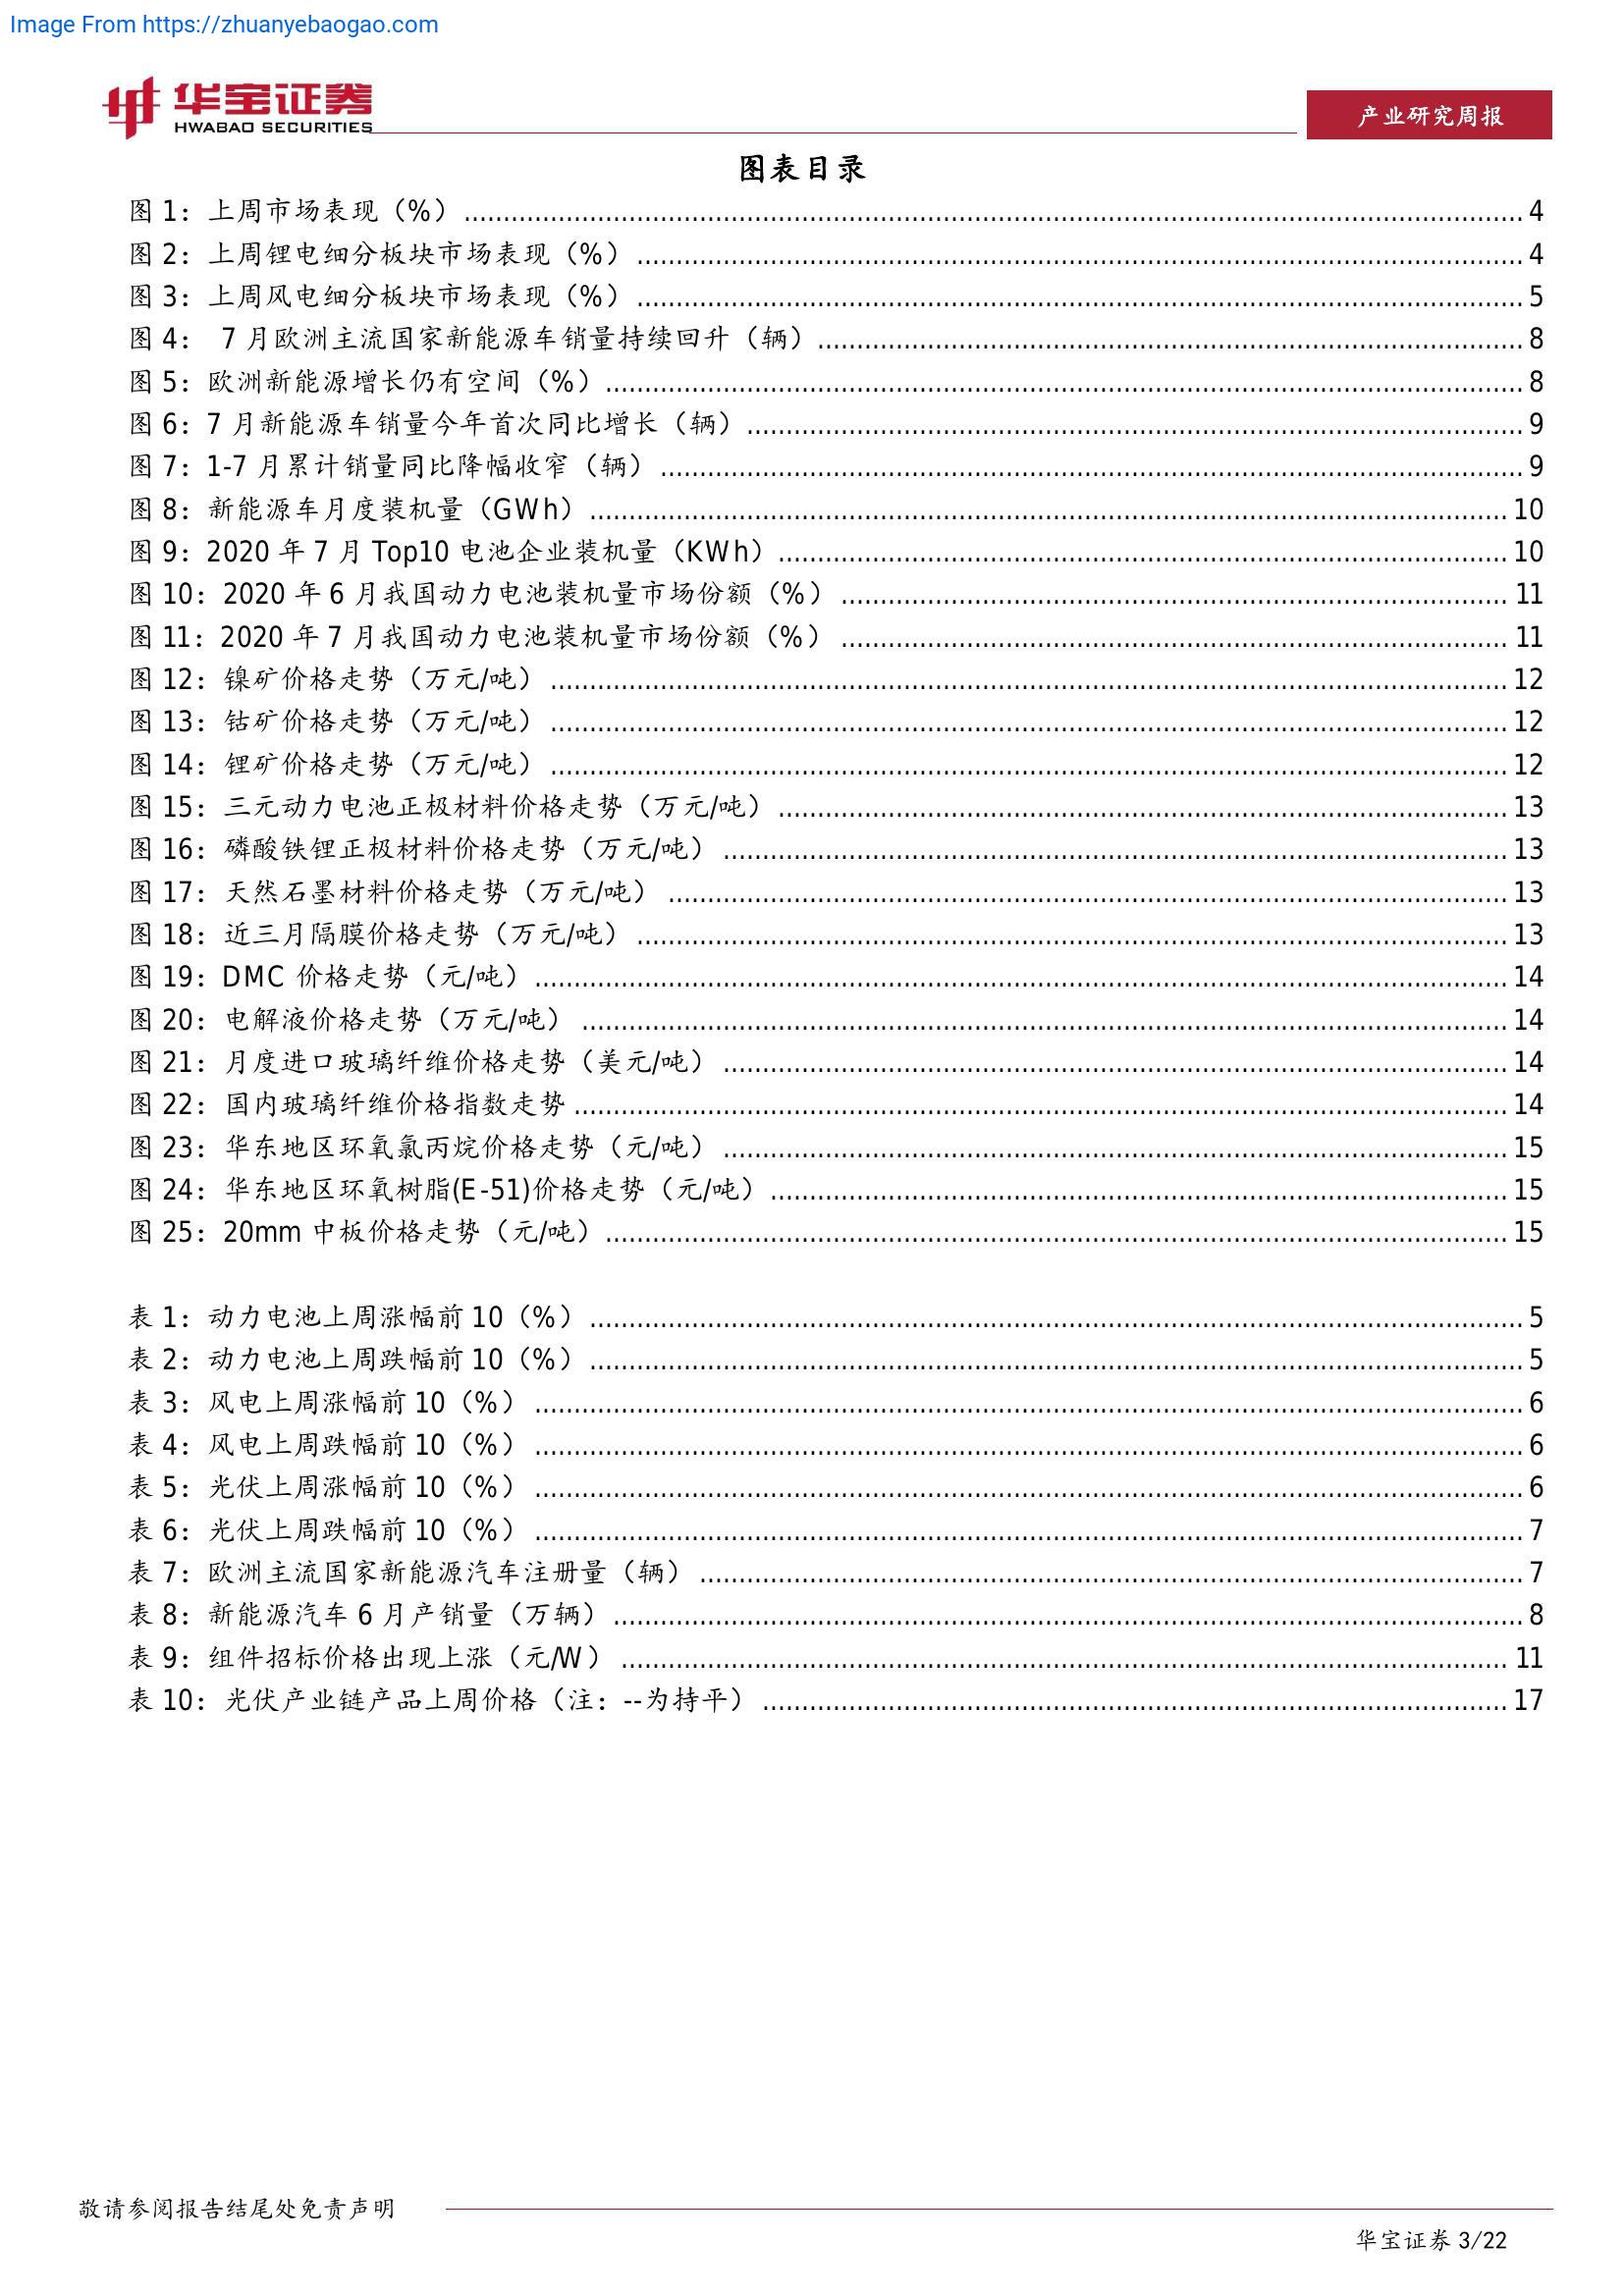 Image From https://zhuanyebaogao.com
华宝证券
HWABAO SECURITIES
产业研究周报
图表目录
图 1：上周市场表现（%） 4
图 2：上周锂电细分板块市场表现（%） 4
图 3：上周风电细分板块市场表现（%） 5
图 4： 7 月欧洲主流国家新能源车销量持续回升（辆） 8
图 5：欧洲新能源增长仍有空间（%） 8
图 6：7 月新能源车销量今年首次同比增长（辆） 9
图 7：1-7 月累计销量同比降幅收窄（辆） 9
图 8：新能源车月度装机量（GWh） 10
图 9：2020 年 7 月 Top10 电池企业装机量（KWh） 10
图 10：2020 年 6 月我国动力电池装机量市场份额（%） 11
图 11：2020 年 7 月我国动力电池装机量市场份额（%） 11
图 12：镍矿价格走势（万元/吨） 12
图 13：钴矿价格走势（万元/吨） 12
图 14：锂矿价格走势（万元/吨） 12
图 15：三元动力电池正极材料价格走势（万元/吨） 13
图 16：磷酸铁锂正极材料价格走势（万元/吨） 13
图 17：天然石墨材料价格走势（万元/吨） 13
图 18：近三月隔膜价格走势（万元/吨） 13
图 19：DMC 价格走势（元/吨） 14
图 20：电解液价格走势（万元/吨） 14
图 21：月度进口玻璃纤维价格走势（美元/吨） 14
图 22：国内玻璃纤维价格指数走势 14
图 23：华东地区环氧氯丙烷价格走势（元/吨） 15
图 24：华东地区环氧树脂(E-51)价格走势（元/吨） 15
图 25：20mm 中板价格走势（元/吨） 15
表 1：动力电池上周涨幅前 10（%） 5
表 2：动力电池上周跌幅前 10（%） 5
表 3：风电上周涨幅前 10（%） 6
表 4：风电上周跌幅前 10（%） 6
表 5：光伏上周涨幅前 10（%） 6
表 6：光伏上周跌幅前 10（%） 7
表 7：欧洲主流国家新能源汽车注册量（辆） 7
表 8：新能源汽车 6 月产销量（万辆） 8
表 9：组件招标价格出现上涨（元/W） 11
表 10：光伏产业链产品上周价格（注：--为持平） 17
敬请参阅报告结尾处免责声明
华宝证券 3/22